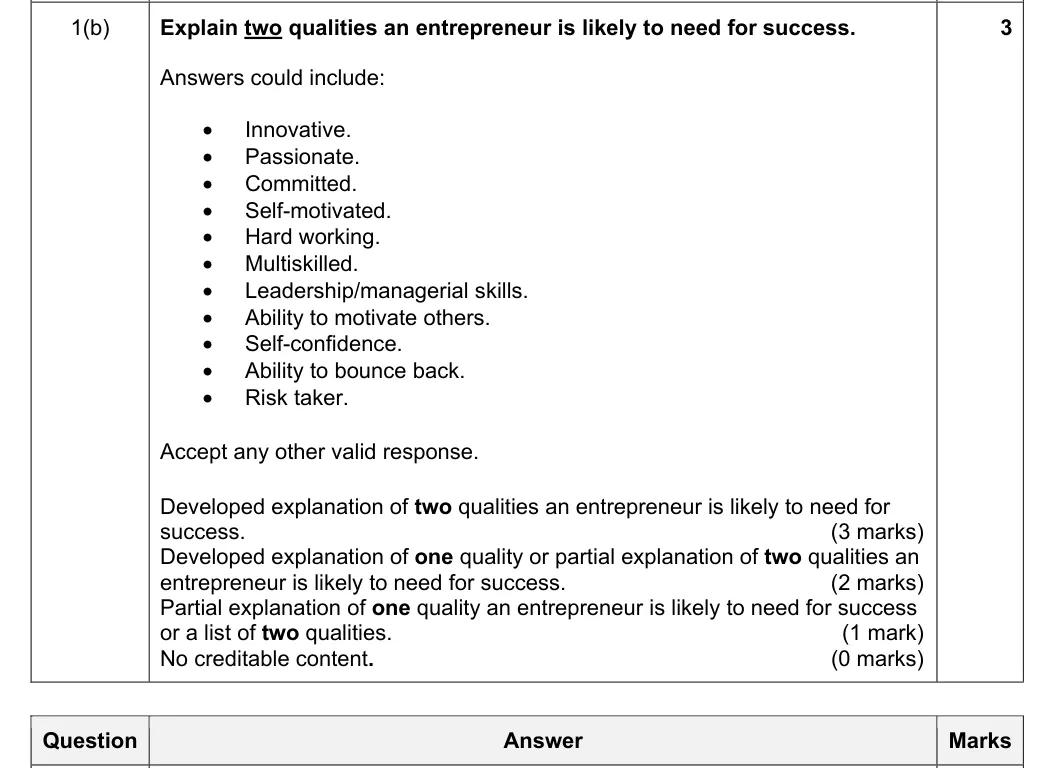 1(b) Explain two qualities an entrepreneur is likely to need for success. 3
Answers could include:
• Innovative.
• Passionate.
• Committed.
• Self-motivated.
• Hard working.
• Multiskilled.
• Leadership/managerial skills.
• Ability to motivate others.
• Self-confidence.
• Ability to bounce back.
• Risk taker.
Accept any other valid response.
Developed explanation of two qualities an entrepreneur is likely to need for
success. (3 marks)
Developed explanation of one quality or partial explanation of two qualities an
entrepreneur is likely to need for success. (2 marks)
Partial explanation of one quality an entrepreneur is likely to need for success
or a list of two qualities. (1 mark)
No creditable content. (0 marks)
Question Answer Marks